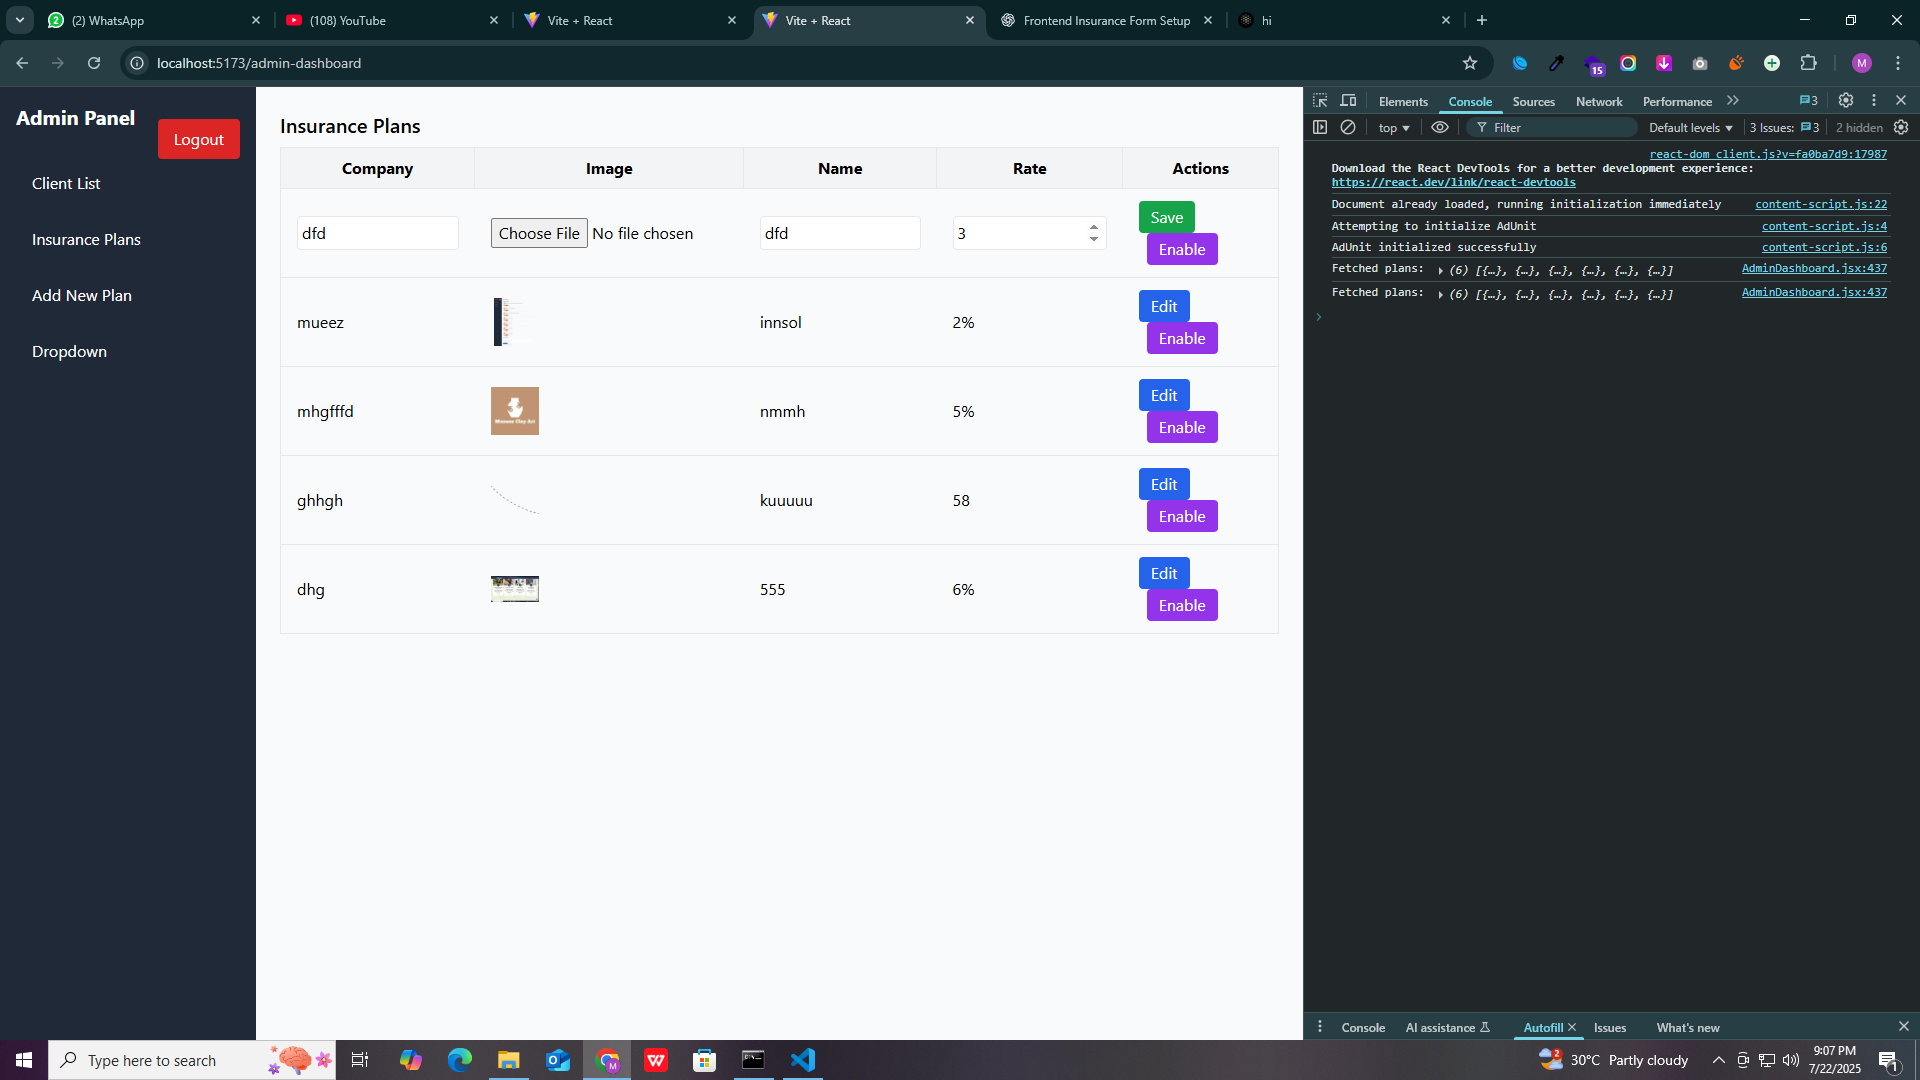 (2) WhatsApp
(108) YouTube
Vite + React
Vite + React
Frontend Insurance Form Setup
hi
localhost:5173/admin-dashboard
15
M
Admin Panel
Logout
Client List
Insurance Plans
Add New Plan
Dropdown
Insurance Plans
Company Image Name Rate Actions
dfd Choose File No file chosen dfd 3 Save
Enable
mueez innsol 2% Edit
Enable
mhgfffd nmmh 5% Edit
Enable
ghhgh kuuuuu 58 Edit
Enable
dhg 555 6% Edit
Enable
Elements Console Sources Network Performance 3
top Filter Default levels 3 Issues: 3 2 hidden
react-dom_client.js?v=fa0ba7d9:17987
Download the React DevTools for a better development experience:
https://react.dev/link/react-devtools
Document already loaded, running initialization immediately content-script.js:22
Attempting to initialize AdUnit content-script.js:4
AdUnit initialized successfully content-script.js:6
Fetched plans: (6) [{…}, {…}, {…}, {…}, {…}, {…}] AdminDashboard.jsx:437
Fetched plans: (6) [{…}, {…}, {…}, {…}, {…}, {…}] AdminDashboard.jsx:437
Console AI assistance Autofill Issues What's new
Type here to search
2
30°C Partly cloudy
9:07 PM
7/22/2025
1